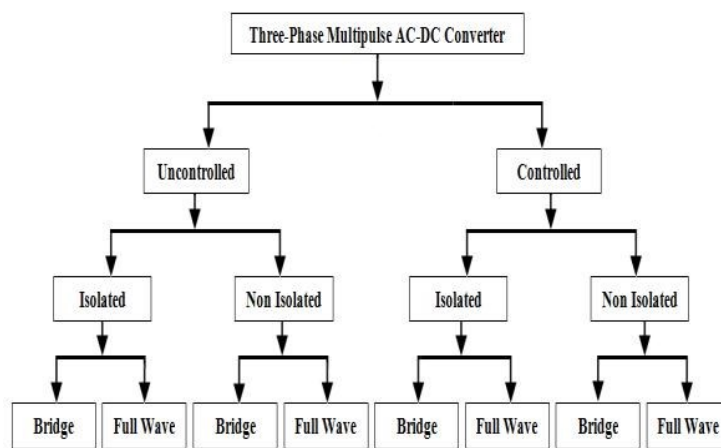 Three-Phase Multipulse AC-DC Converter
Uncontrolled
Controlled
Isolated
Non Isolated
Isolated
Non Isolated
Bridge
Full Wave
Bridge
Full Wave
Bridge
Full Wave
Bridge
Full Wave